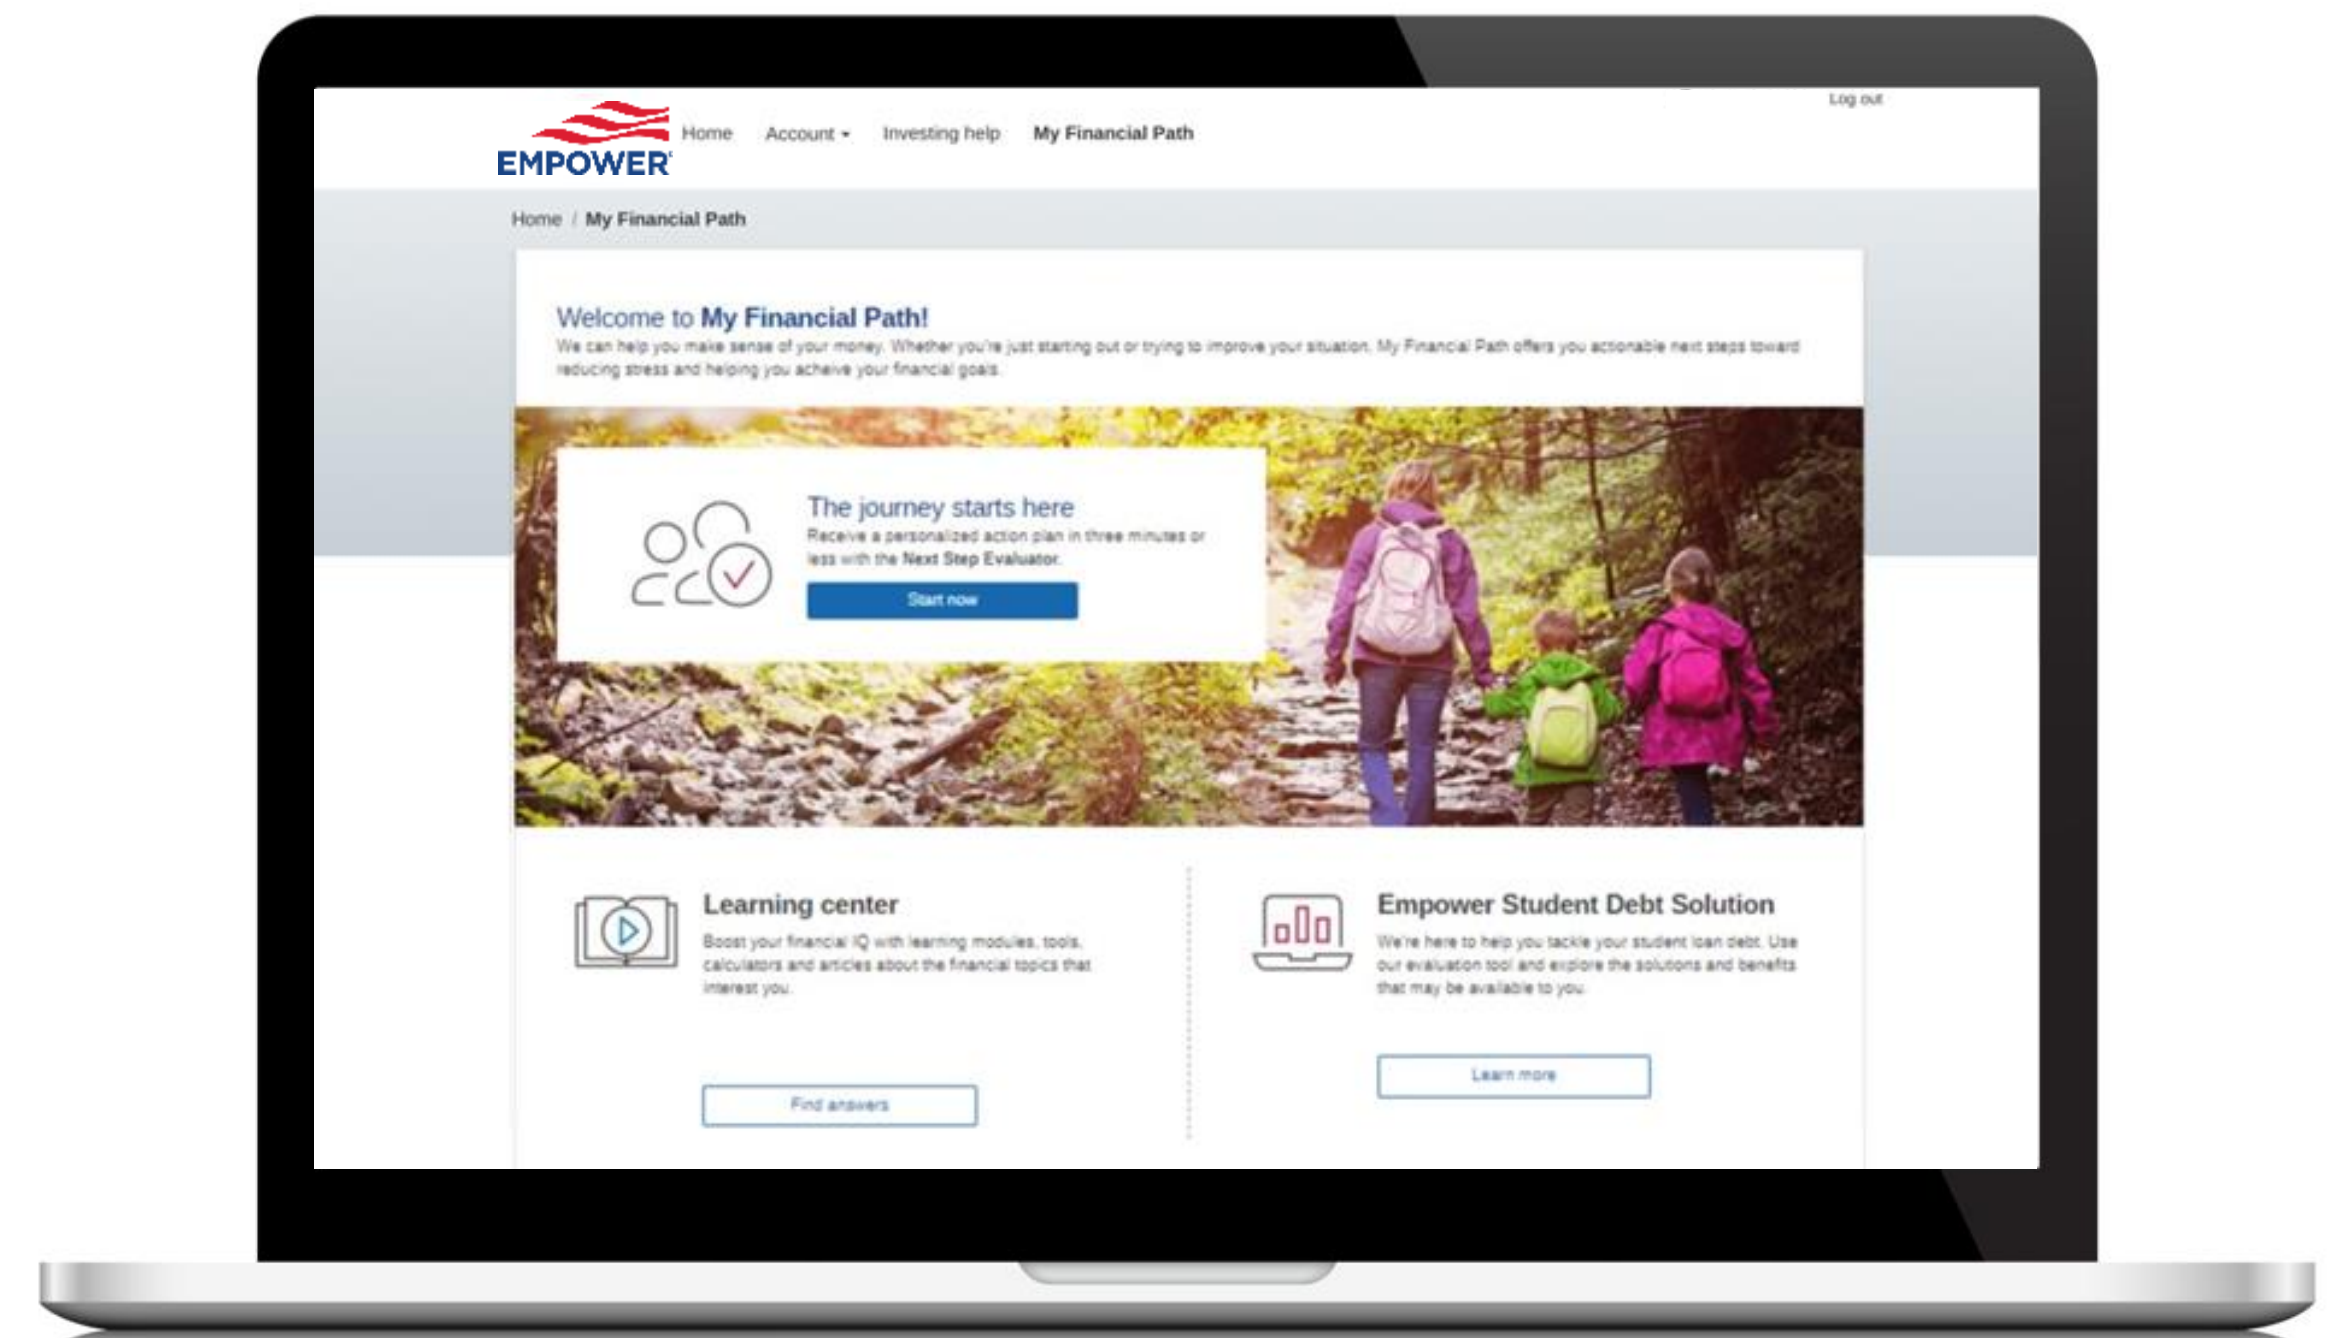 Log out
EMPOWER
Home Account Investing help My Financial Path
Home / My Financial Path
Welcome to My Financial Path!
We can help you make sense of your money. Whether you're just starting out or trying to improve your situation. My Financial Path offers you actionable next steps toward
reducing stress and helping you acheive your financial goals.
The journey starts here
Receive a personalized action plan in three minutes or
less with the Next Step Evaluator.
Start now
Learning center
Boost your financial IQ with learning modules, tools,
calculators and articles about the financial topics that
interest you.
Find answers
Empower Student Debt Solution
We're here to help you tackle your student loan debt. Use
our evaluation tool and explore the solutions and benefits
that may be available to you.
Learn more